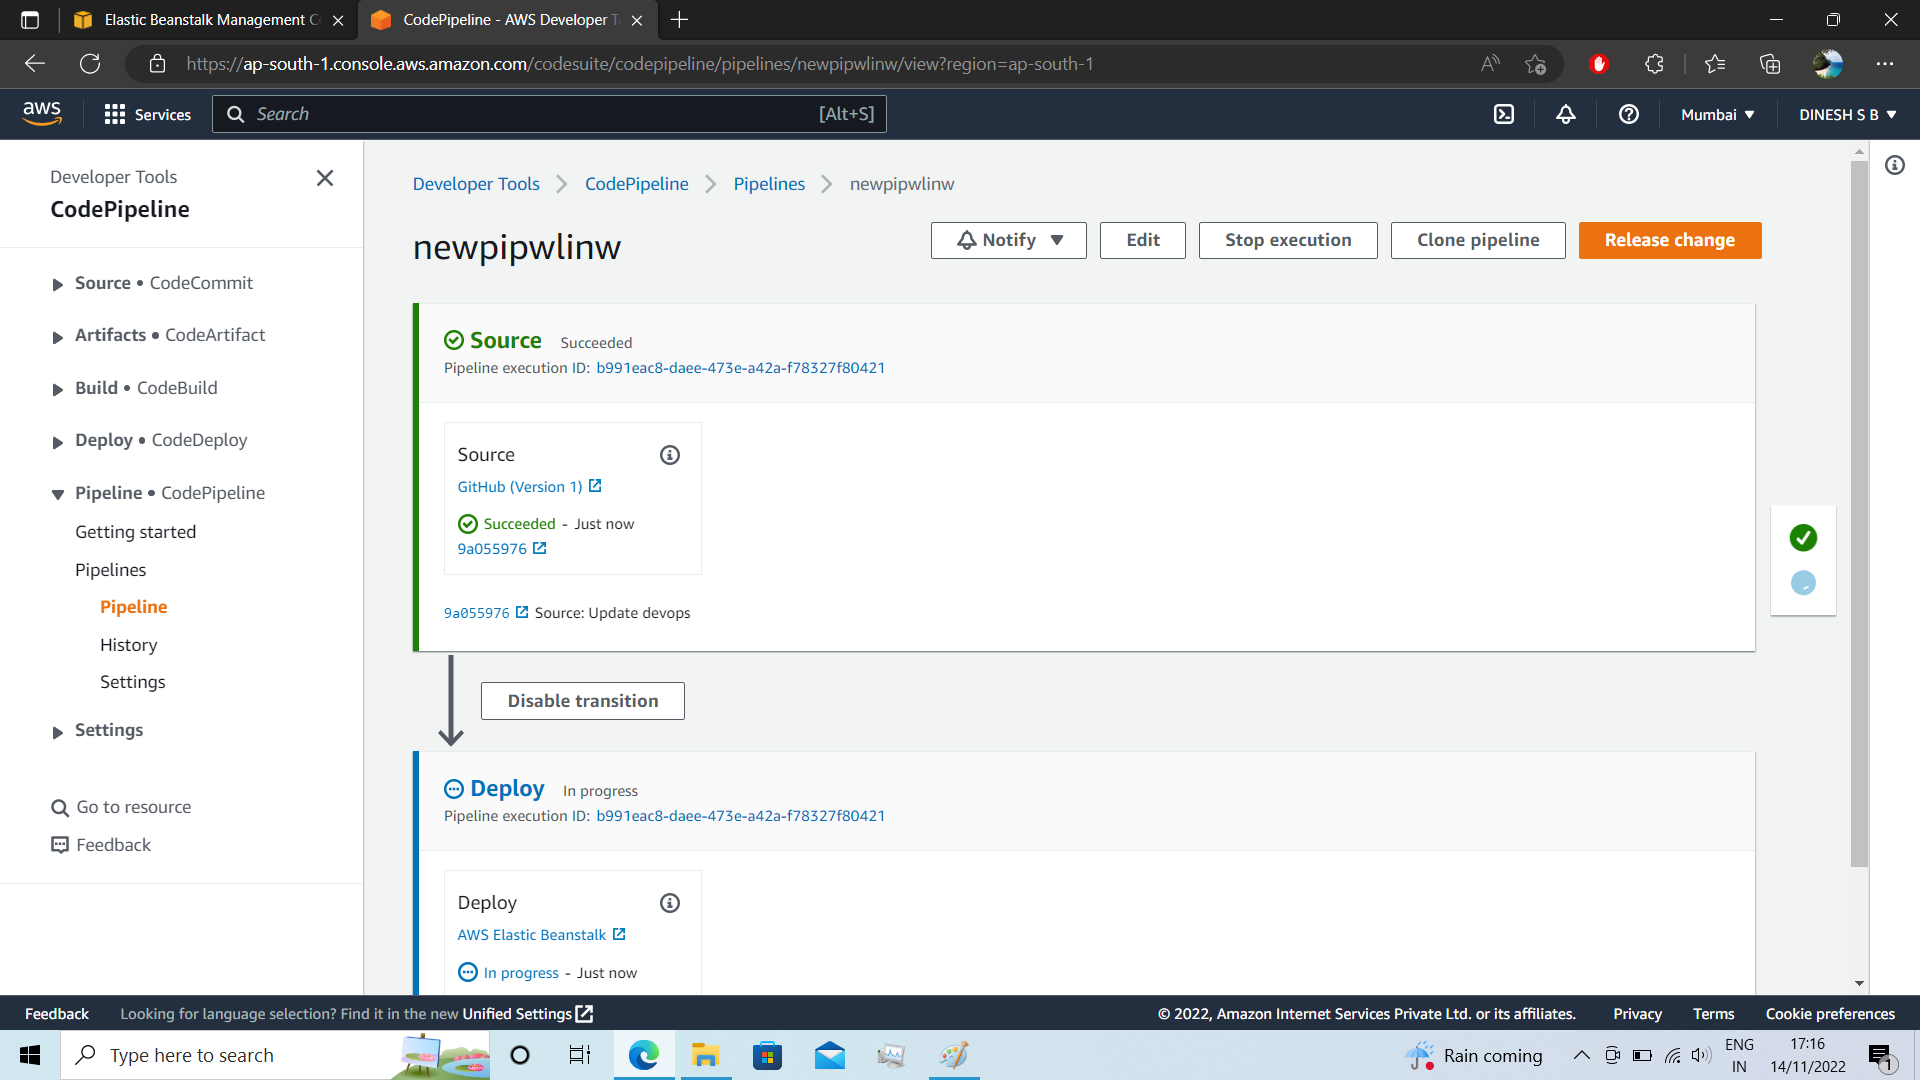 Elastic Beanstalk Management C
CodePipeline - AWS Developer T
https://ap-south-1.console.aws.amazon.com/codesuite/codepipeline/pipelines/newpipwlinw/view?region=ap-south-1
aws
Services
Search
[Alt+S]
Mumbai
DINESH S B
Developer Tools
CodePipeline
Source • CodeCommit
Artifacts • CodeArtifact
Build • CodeBuild
Deploy • CodeDeploy
Pipeline • CodePipeline
Getting started
Pipelines
Pipeline
History
Settings
Settings
Go to resource
Feedback
Developer Tools
CodePipeline
Pipelines
newpipwlinw
newpipwlinw
Notify
Edit
Stop execution
Clone pipeline
Release change
Source Succeeded
Pipeline execution ID: b991eac8-daee-473e-a42a-f78327f80421
Source
GitHub (Version 1)
Succeeded - Just now
9a055976
9a055976 Source: Update devops
Disable transition
Deploy In progress
Pipeline execution ID: b991eac8-daee-473e-a42a-f78327f80421
Deploy
AWS Elastic Beanstalk
In progress - Just now
Feedback
Looking for language selection? Find it in the new Unified Settings
© 2022, Amazon Internet Services Private Ltd. or its affiliates.
Privacy
Terms
Cookie preferences
Type here to search
Rain coming
ENG
IN
17:16
14/11/2022
1